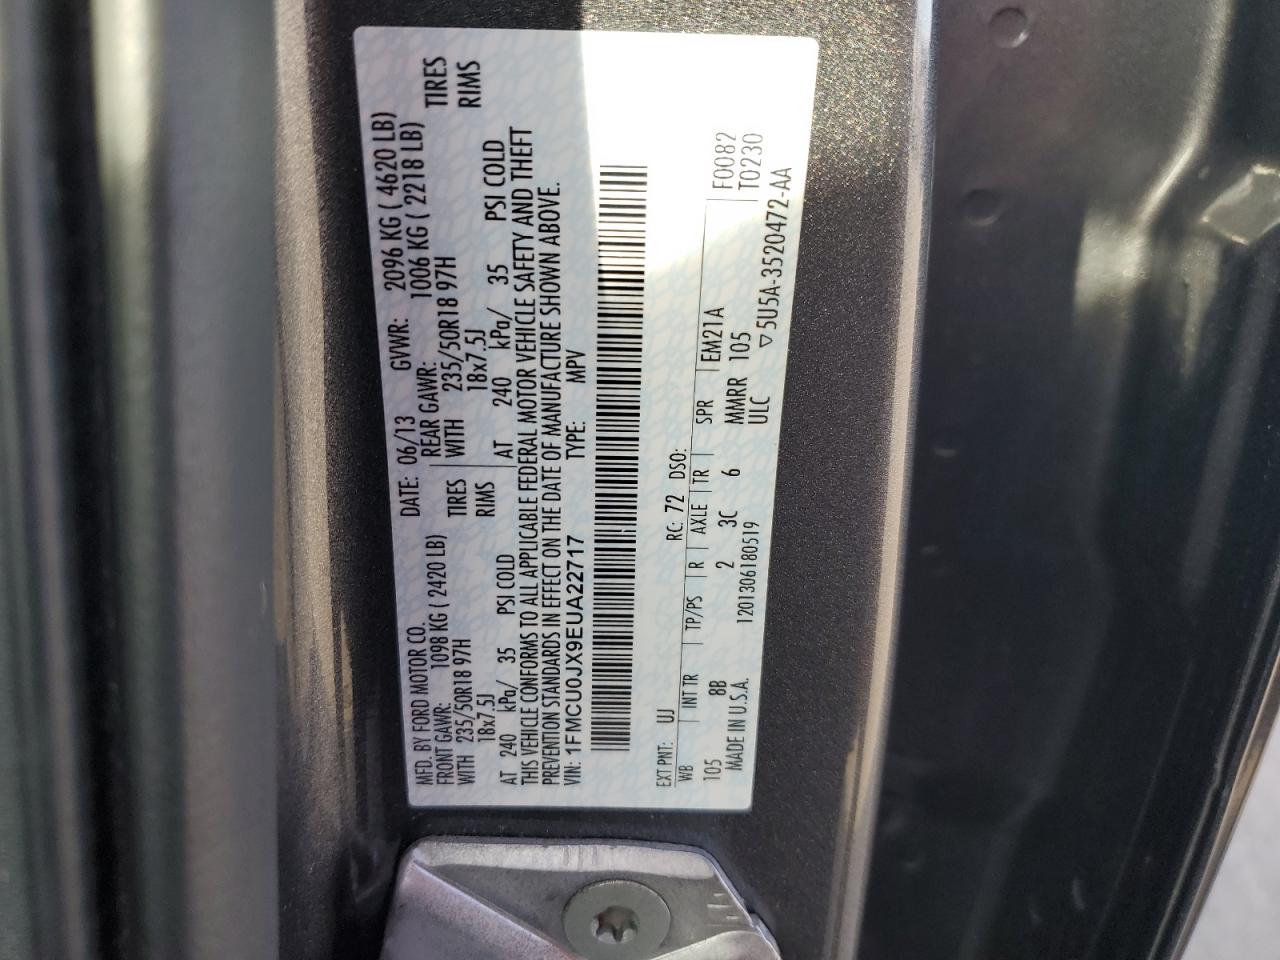 MFD. BY FORD MOTOR CO. DATE: 06/13 GVWR: 2096 KG ( 4620 LB)
FRONT GAWR: 1098 KG ( 2420 LB) REAR GAWR: 1006 KG ( 2218 LB)
WITH 235/50R18 97H TIRES WITH 235/50R18 97H TIRES
18x7.5J RIMS 18x7.5J RIMS
AT 240 kPa/ 35 PSI COLD AT 240 kPa/ 35 PSI COLD
THIS VEHICLE CONFORMS TO ALL APPLICABLE FEDERAL MOTOR VEHICLE SAFETY AND THEFT
PREVENTION STANDARDS IN EFFECT ON THE DATE OF MANUFACTURE SHOWN ABOVE.
VIN: 1FMCU0JX9EUA22717 TYPE: MPV
EXT PNT: UJ RC: 72 DSO:
WB INT TR TP/PS R AXLE TR SPR EM21A F0082
105 8B 2 3C 6 MMRR 105 T0230
MADE IN U.S.A. 1201306180519 ULC ▽5U5A-3520472-AA